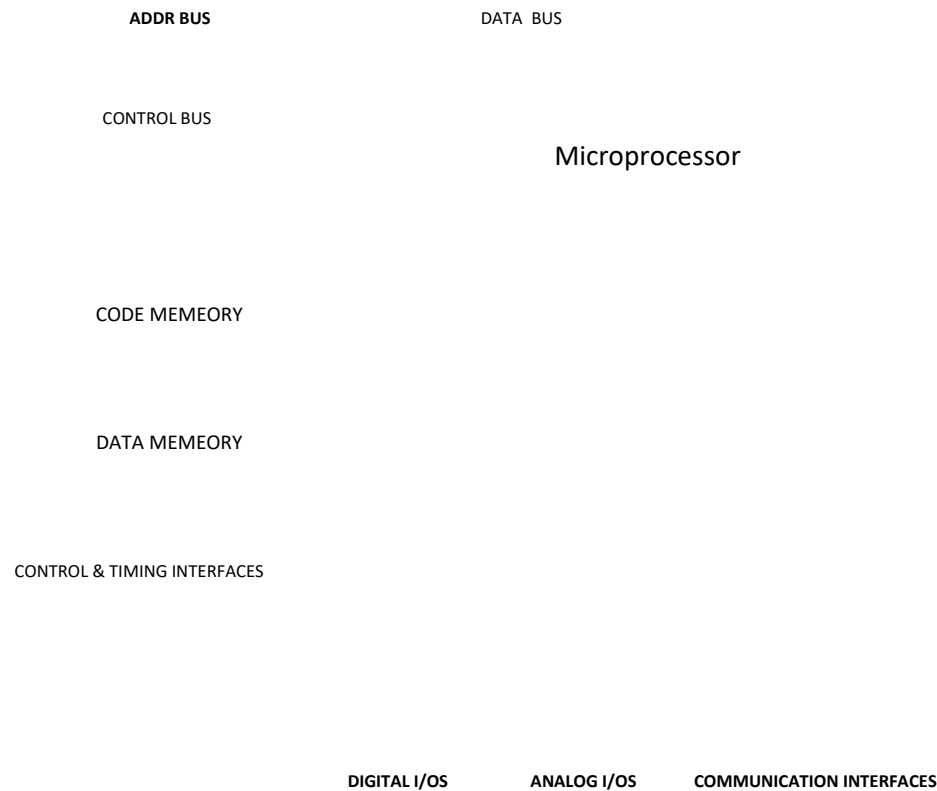 ADDR BUS
DATA BUS
CONTROL BUS
Microprocessor
CODE MEMEORY
DATA MEMEORY
CONTROL & TIMING INTERFACES
DIGITAL I/OS
ANALOG I/OS
COMMUNICATION INTERFACES